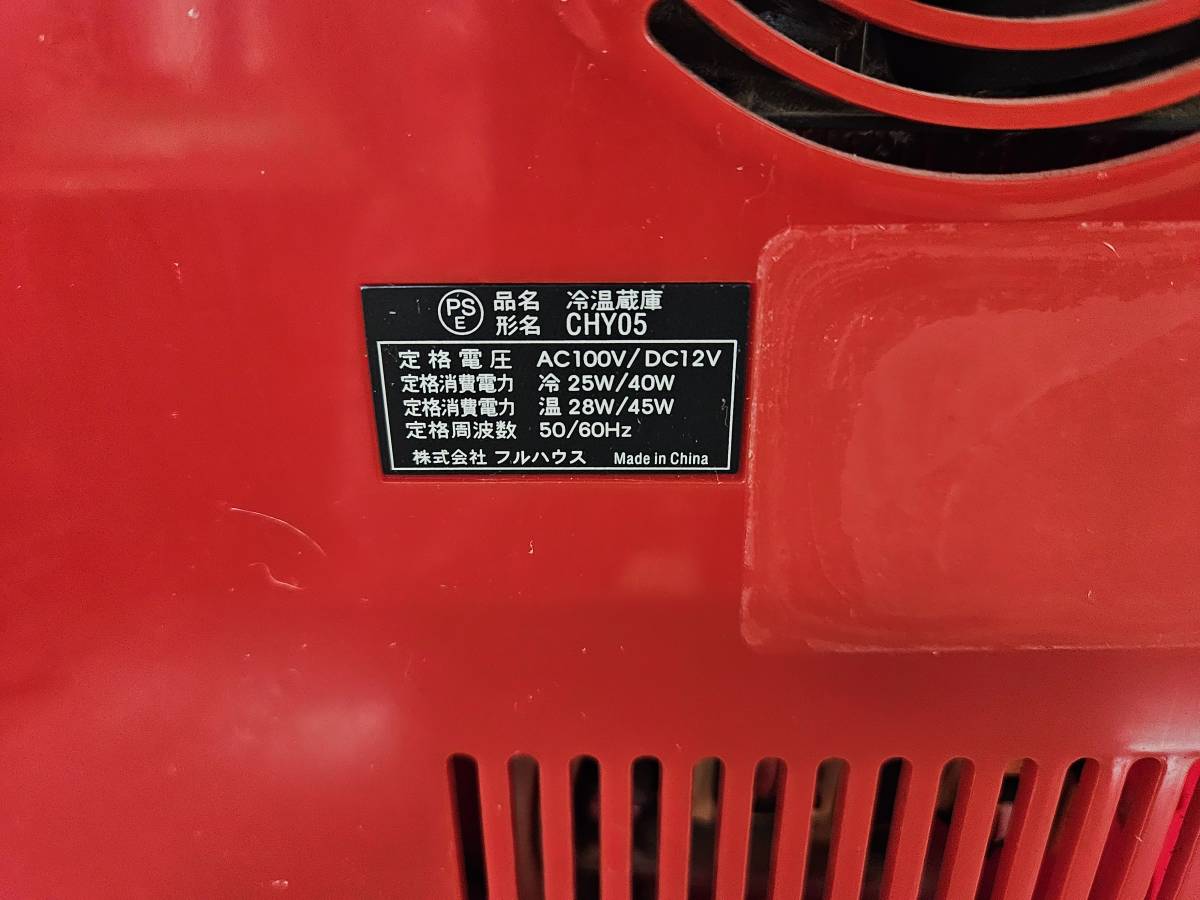 PS E 品名 冷温蔵庫
形名 CHY05
定格電圧 AC100V/DC12V
定格消費電力 冷 25W/40W
定格消費電力 温 28W/45W
定格周波数 50/60Hz
株式会社 フルハウス Made in China